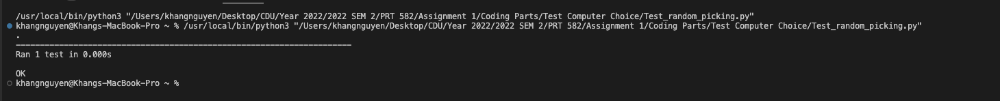 /usr/local/bin/python3 "/Users/khangnguyen/Desktop/CDU/Year 2022/2022 SEM 2/PRT 582/Assignment 1/Coding Parts/Test Computer Choice/Test_random_picking.py"
khangnguyen@Khangs-MacBook-Pro ~ % /usr/local/bin/python3 "/Users/khangnguyen/Desktop/CDU/Year 2022/2022 SEM 2/PRT 582/Assignment 1/Coding Parts/Test Computer Choice/Test_random_picking.py"
.
----------------------------------------------------------------------
Ran 1 test in 0.000s
OK
khangnguyen@Khangs-MacBook-Pro ~ %